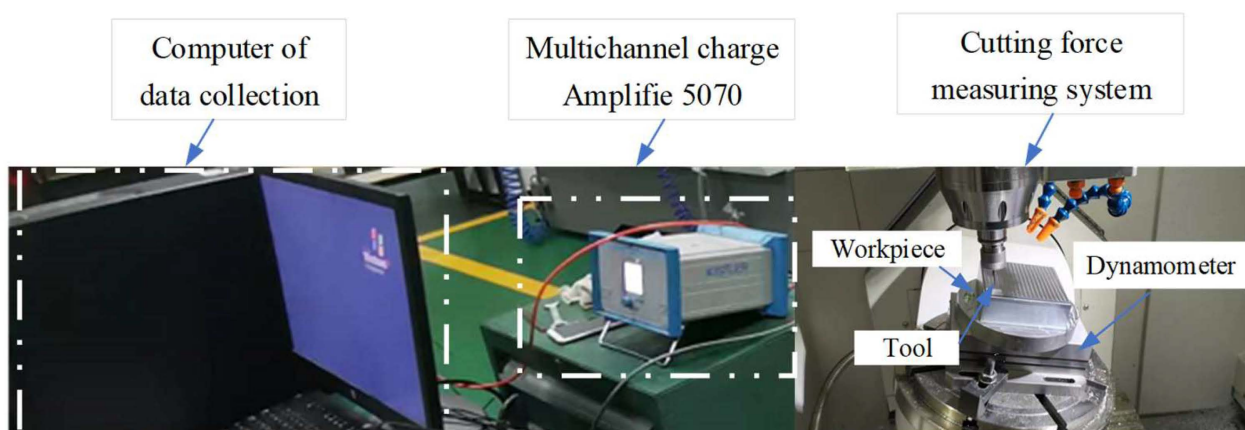 Computer of
data collection
Multichannel charge
Amplifie 5070
Cutting force
measuring system
KISTLER
Workpiece
Dynamometer
Tool